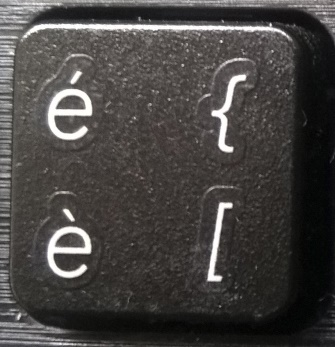 é {
è [